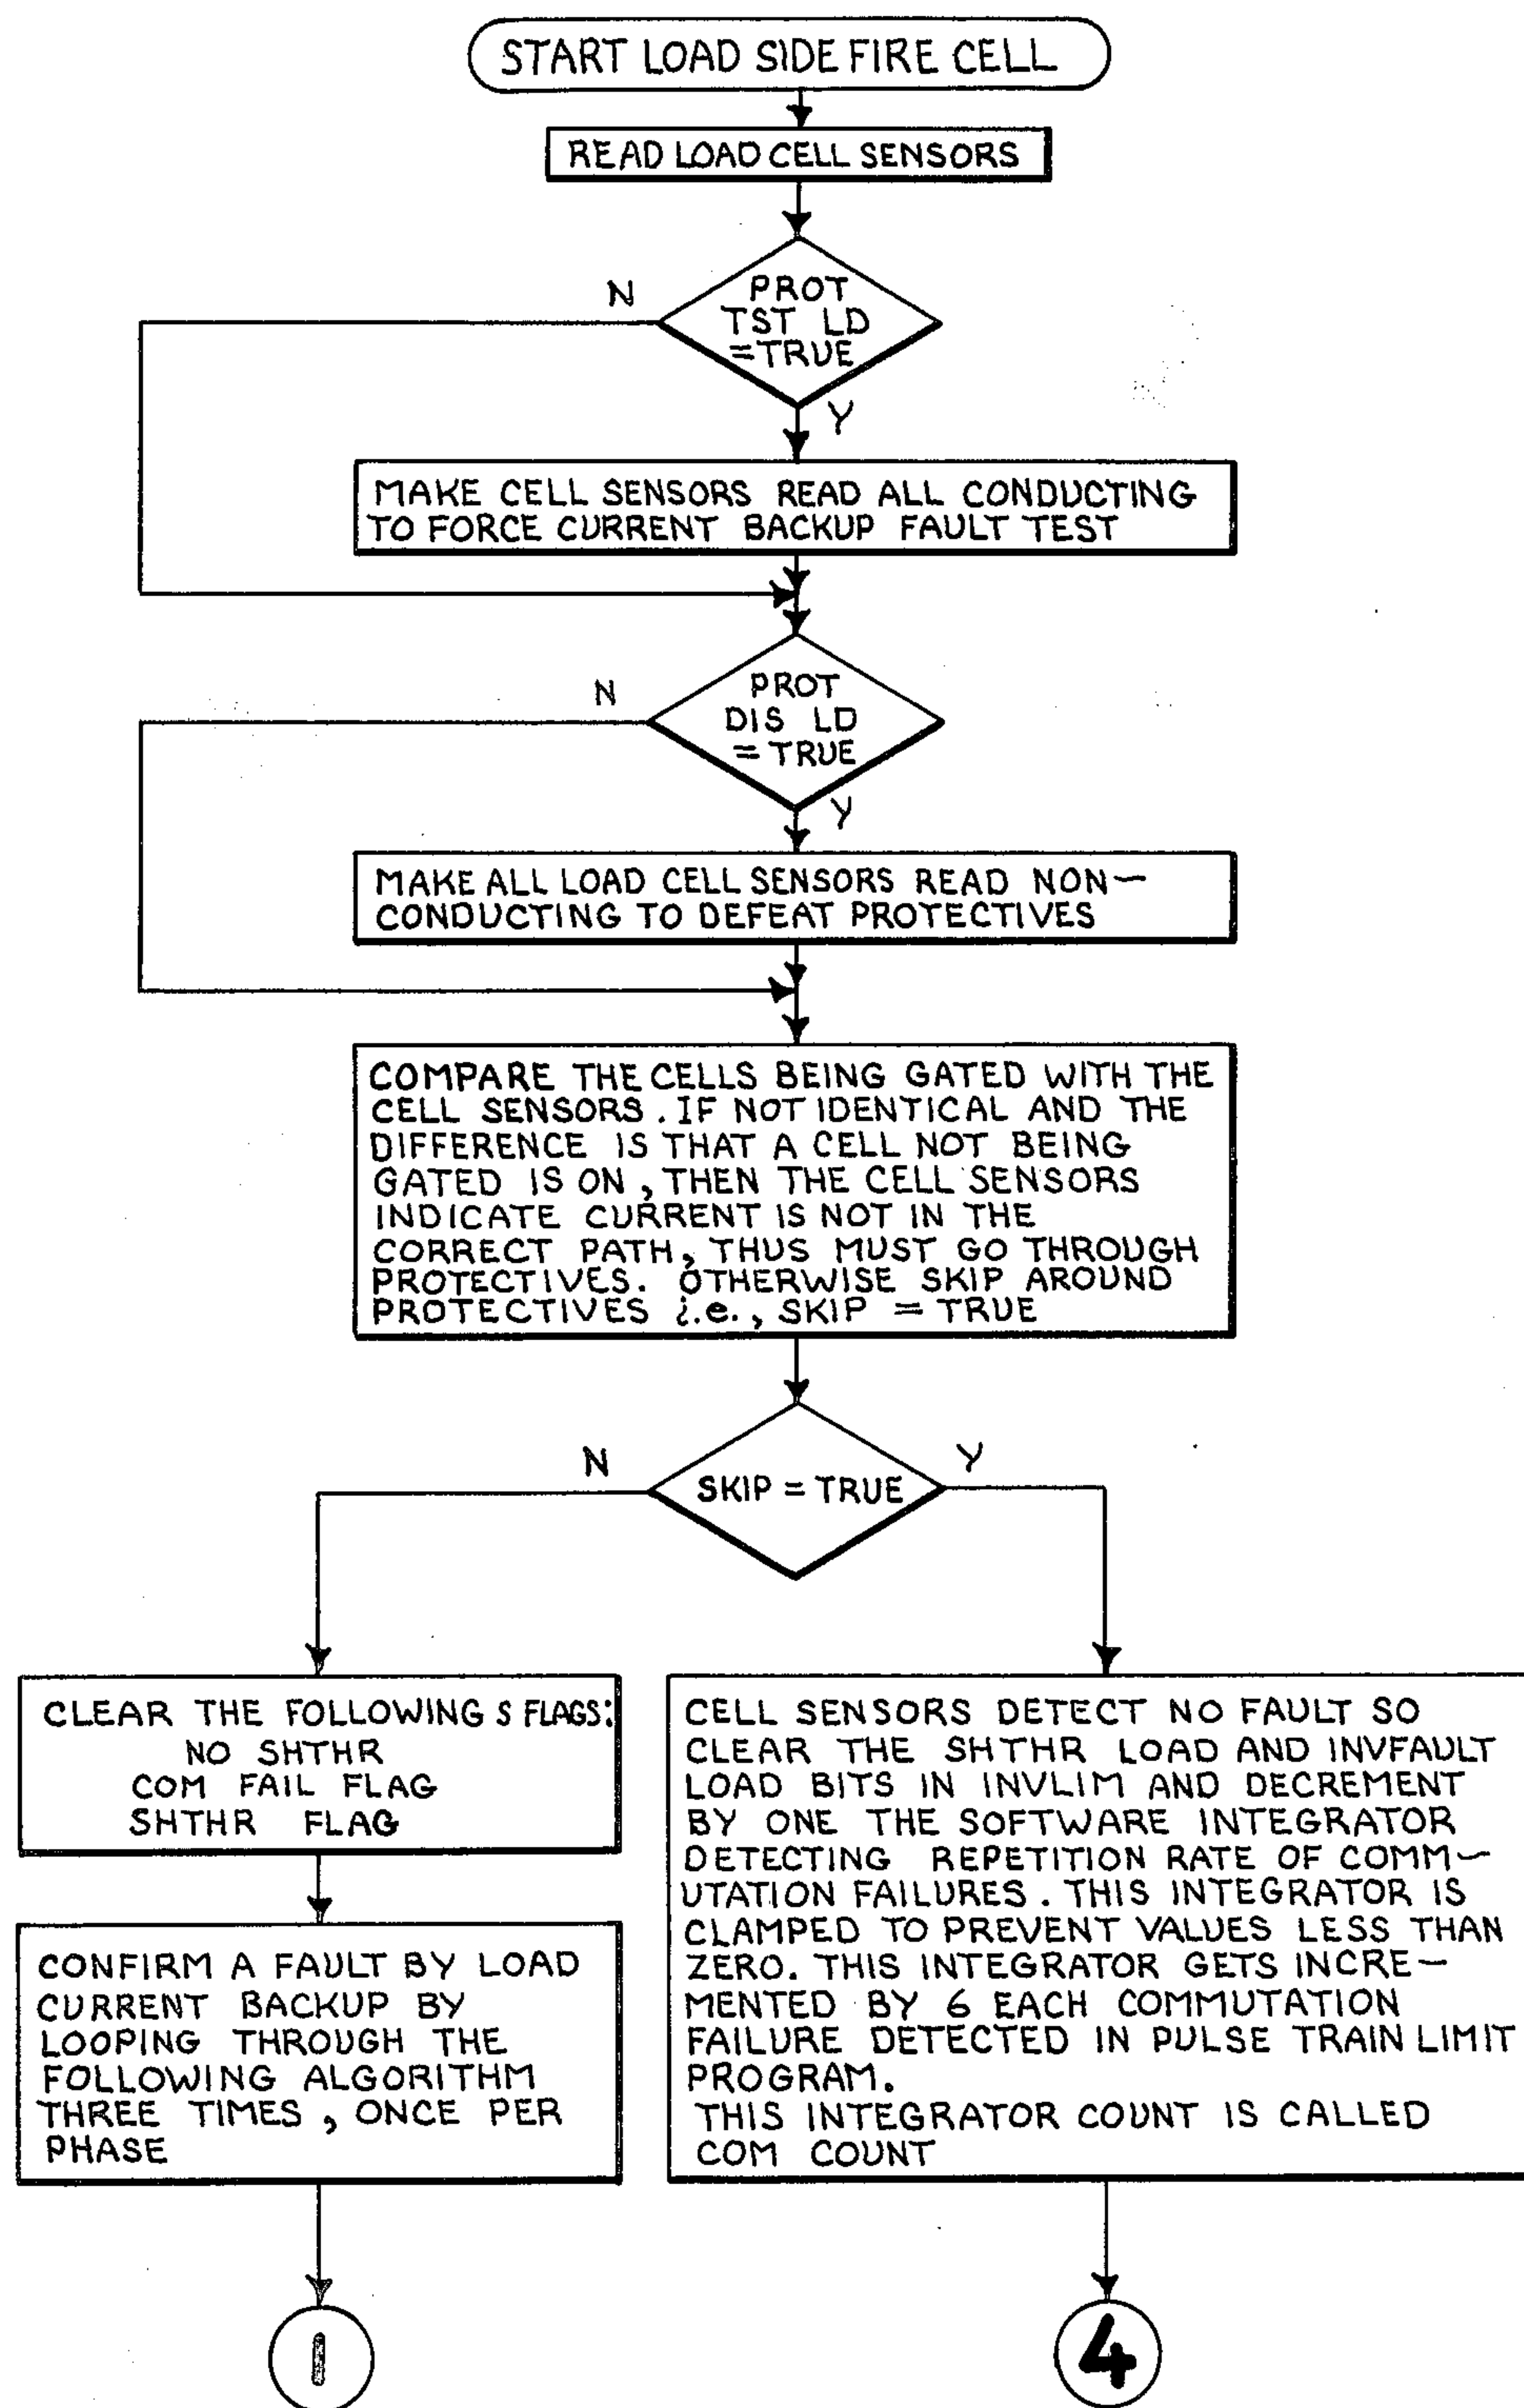 START LOAD SIDE FIRE CELL
READ LOAD CELL SENSORS
N
PROT
TST LD
=TRUE
Y
MAKE CELL SENSORS READ ALL CONDUCTING
TO FORCE CURRENT BACKUP FAULT TEST
N
PROT
DIS LD
= TRUE
Y
MAKE ALL LOAD CELL SENSORS READ NON-
CONDUCTING TO DEFEAT PROTECTIVES
COMPARE THE CELLS BEING GATED WITH THE
CELL SENSORS. IF NOT IDENTICAL AND THE
DIFFERENCE IS THAT A CELL NOT BEING
GATED IS ON, THEN THE CELL SENSORS
INDICATE CURRENT IS NOT IN THE
CORRECT PATH, THUS MUST GO THROUGH
PROTECTIVES. OTHERWISE SKIP AROUND
PROTECTIVES i.e., SKIP = TRUE
N
SKIP = TRUE
Y
CLEAR THE FOLLOWING S FLAGS:
NO SHTHR
COM FAIL FLAG
SHTHR FLAG
CONFIRM A FAULT BY LOAD
CURRENT BACKUP BY
LOOPING THROUGH THE
FOLLOWING ALGORITHM
THREE TIMES, ONCE PER
PHASE
1
CELL SENSORS DETECT NO FAULT SO
CLEAR THE SHTHR LOAD AND INVFAULT
LOAD BITS IN INVLIM AND DECREMENT
BY ONE THE SOFTWARE INTEGRATOR
DETECTING REPETITION RATE OF COMM-
UTATION FAILURES. THIS INTEGRATOR IS
CLAMPED TO PREVENT VALUES LESS THAN
ZERO. THIS INTEGRATOR GETS INCRE-
MENTED BY 6 EACH COMMUTATION
FAILURE DETECTED IN PULSE TRAIN LIMIT
PROGRAM.
THIS INTEGRATOR COUNT IS CALLED
COM COUNT
4